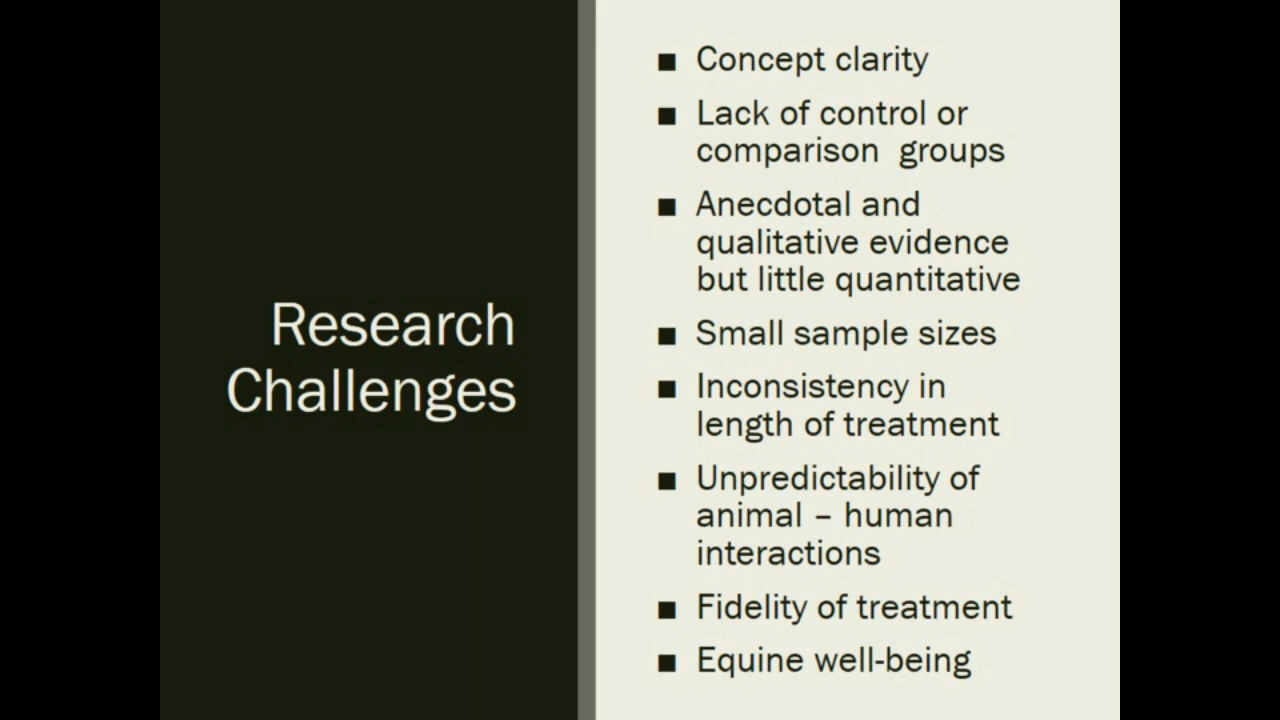 Research
Challenges
■ Concept clarity
■ Lack of control or
comparison  groups
■ Anecdotal and
qualitative evidence
but little quantitative
■ Small sample sizes
■ Inconsistency in
length of treatment
■ Unpredictability of
animal – human
interactions
■ Fidelity of treatment
■ Equine well-being